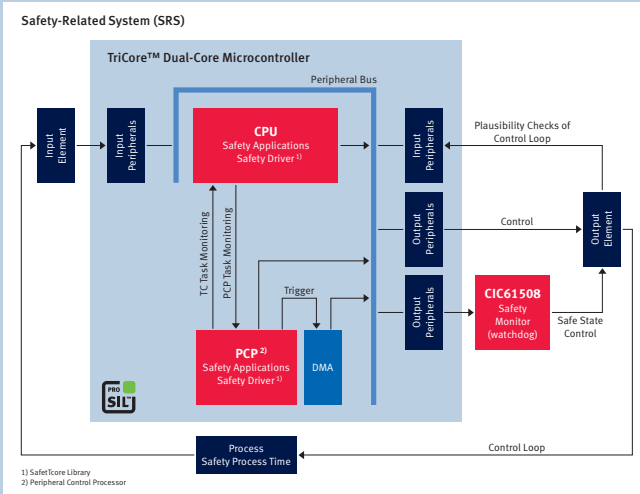 Safety-Related System (SRS)
TriCore™ Dual-Core Microcontroller
Peripheral Bus
Input
Element
Input
Peripherals
CPU
Safety Applications
Safety Driver 1)
Input
Peripherals
Plausibility Checks of
Control Loop
TC Task Monitoring
PCP Task Monitoring
Output
Peripherals
Control
Output
Element
Trigger
Output
Peripherals
CIC61508
Safety
Monitor
(watchdog)
Safe State
Control
PCP 2)
Safety Applications
Safety Driver 1)
DMA
PRO
SIL™
Process
Safety Process Time
Control Loop
1) SafeTcore Library
2) Peripheral Control Processor